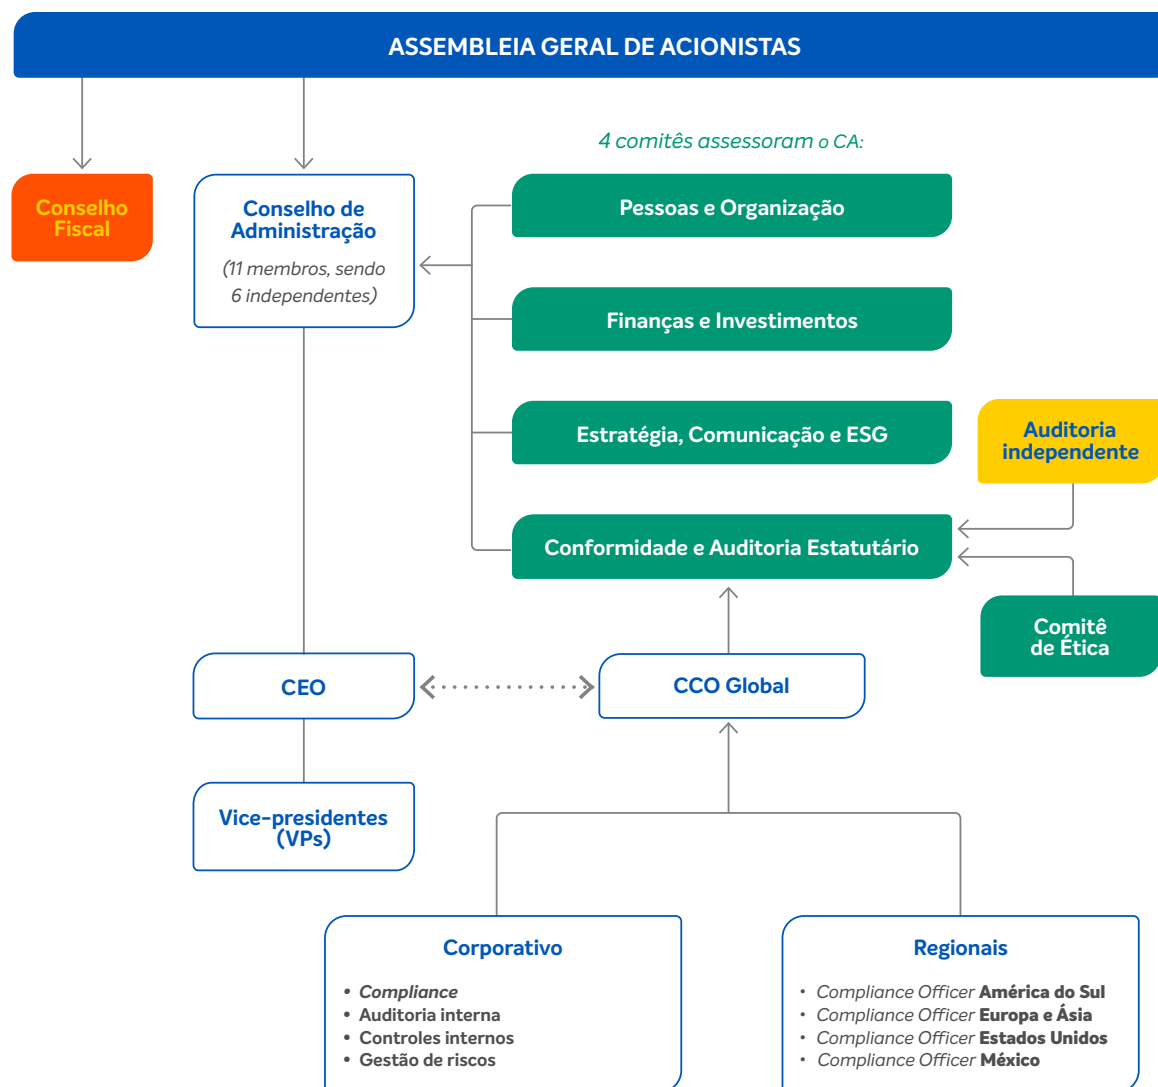 ASSEMBLEIA GERAL DE ACIONISTAS
4 comitês assessoram o CA:
Conselho
Fiscal
Conselho de
Administração
(11 membros, sendo
6 independentes)
Pessoas e Organização
Finanças e Investimentos
Estratégia, Comunicação e ESG
Auditoria
independente
Conformidade e Auditoria Estatutário
Comitê
de Ética
CEO
CCO Global
Vice-presidentes
(VPs)
Corporativo
• Compliance
• Auditoria interna
• Controles internos
• Gestão de riscos
Regionais
• Compliance Officer América do Sul
• Compliance Officer Europa e Ásia
• Compliance Officer Estados Unidos
• Compliance Officer México